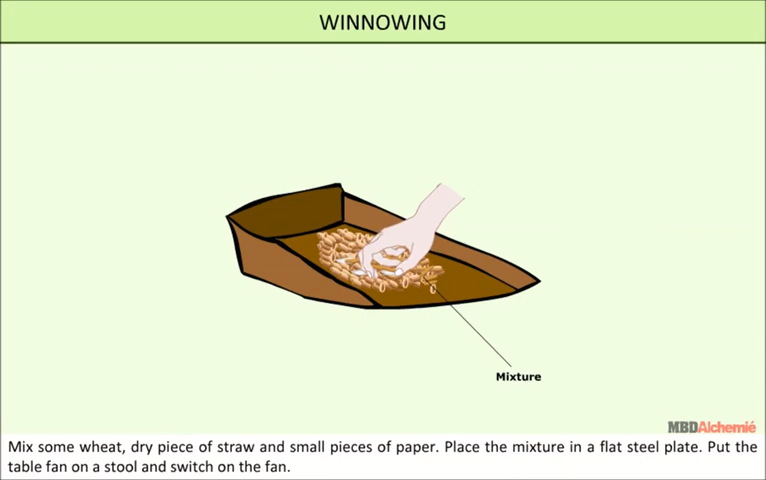 WINNOWING
Mixture
MBDAlchemié
Mix some wheat, dry piece of straw and small pieces of paper. Place the mixture in a flat steel plate. Put the
table fan on a stool and switch on the fan.